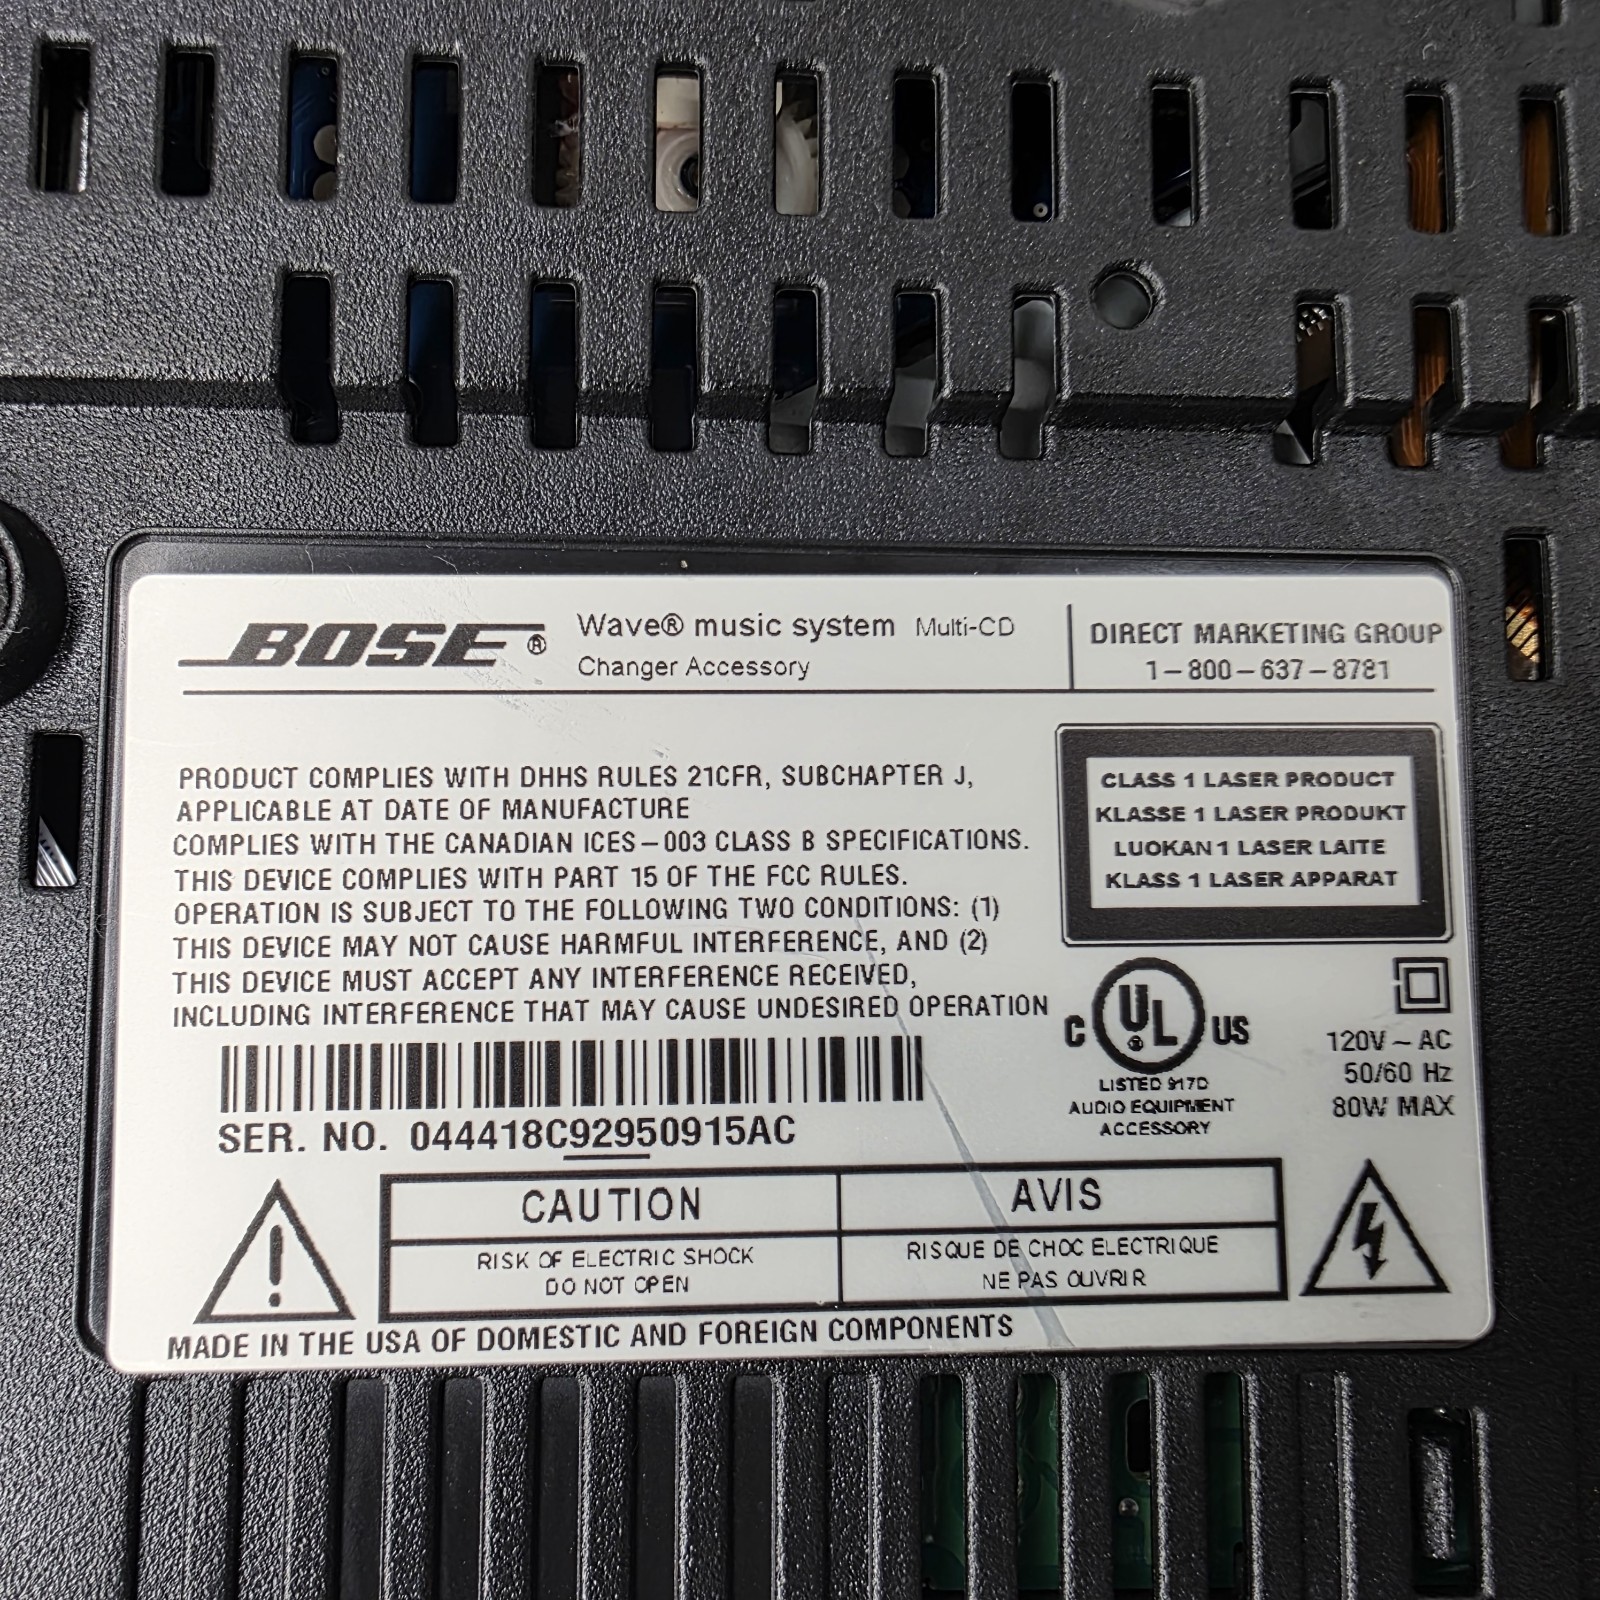 BOSE® Wave® music system Multi-CD
Changer Accessory
DIRECT MARKETING GROUP
1-800-637-8781
PRODUCT COMPLIES WITH DHHS RULES 21CFR, SUBCHAPTER J,
APPLICABLE AT DATE OF MANUFACTURE
COMPLIES WITH THE CANADIAN ICES-003 CLASS B SPECIFICATIONS.
THIS DEVICE COMPLIES WITH PART 15 OF THE FCC RULES.
OPERATION IS SUBJECT TO THE FOLLOWING TWO CONDITIONS: (1)
THIS DEVICE MAY NOT CAUSE HARMFUL INTERFERENCE, AND (2)
THIS DEVICE MUST ACCEPT ANY INTERFERENCE RECEIVED,
INCLUDING INTERFERENCE THAT MAY CAUSE UNDESIRED OPERATION
CLASS 1 LASER PRODUCT
KLASSE 1 LASER PRODUKT
LUOKAN 1 LASER LAITE
KLASS 1 LASER APPARAT
C UL® US
LISTED 917D
AUDIO EQUIPMENT
ACCESSORY
120V ~ AC
50/60 Hz
80W MAX
SER. NO. 044418C92950915AC
CAUTION
RISK OF ELECTRIC SHOCK
DO NOT OPEN
AVIS
RISQUE DE CHOC ELECTRIQUE
NE PAS OUVRIR
MADE IN THE USA OF DOMESTIC AND FOREIGN COMPONENTS